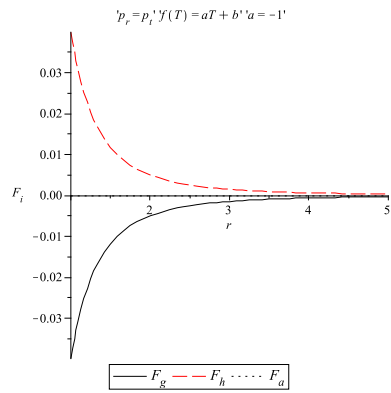 'p_r = p_t' 'f(T) = aT + b' 'a = −1'
0.03
0.02
0.01
F_i
0.00
2 3 4 5
r
−0.01
−0.02
−0.03
F_g F_h F_a